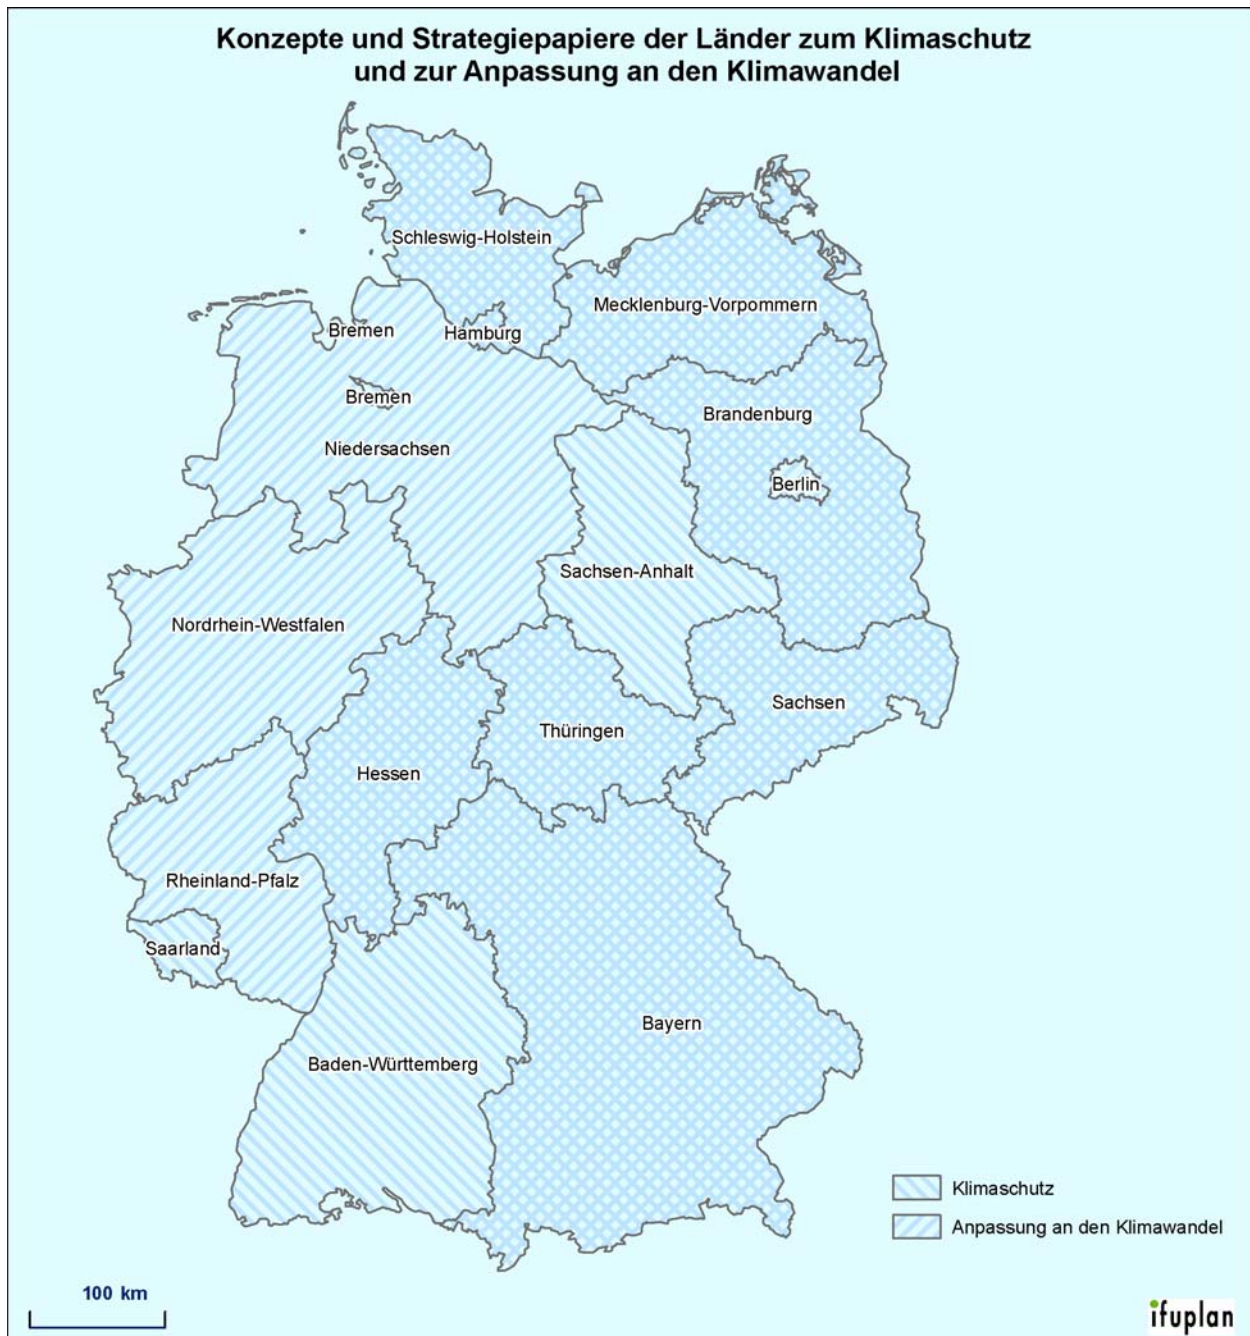 Konzepte und Strategiepapiere der Länder zum Klimaschutz
und zur Anpassung an den Klimawandel
Schleswig-Holstein
Mecklenburg-Vorpommern
Bremen
Hamburg
Bremen
Brandenburg
Niedersachsen
Berlin
Sachsen-Anhalt
Nordrhein-Westfalen
Sachsen
Thüringen
Hessen
Rheinland-Pfalz
Saarland
Bayern
Baden-Württemberg
Klimaschutz
Anpassung an den Klimawandel
100 km
ifuplan